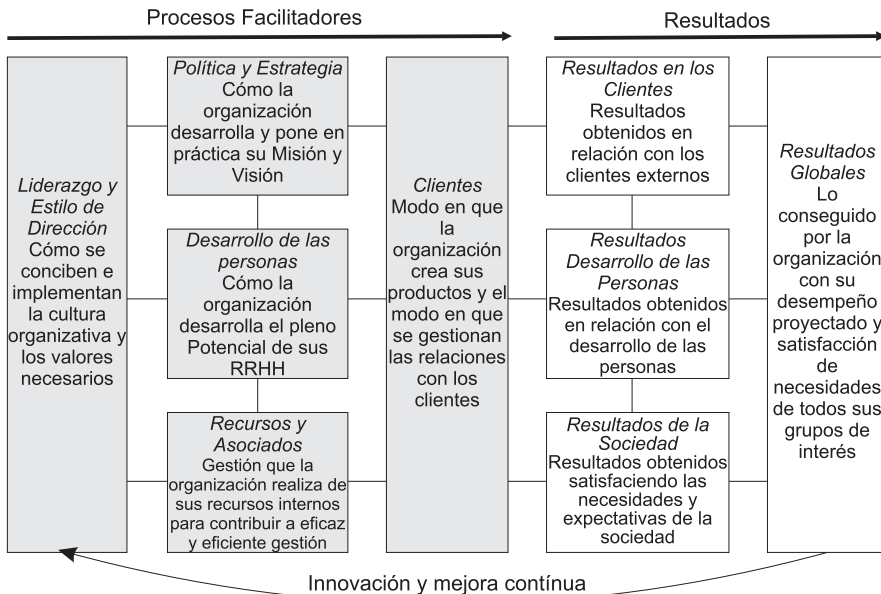 Procesos Facilitadores
Resultados
Liderazgo y
Estilo de
Dirección
Cómo se
conciben e
implementan
la cultura
organizativa y
los valores
necesarios
Política y Estrategia
Cómo la
organización
desarrolla y pone en
práctica su Misión y
Visión
Desarrollo de las
personas
Cómo la
organización
desarrolla el pleno
Potencial de sus
RRHH
Recursos y
Asociados
Gestión que la
organización realiza de
sus recursos internos
para contribuir a eficaz
y eficiente gestión
Clientes
Modo en que
la
organización
crea sus
productos y el
modo en que
se gestionan
las relaciones
con los
clientes
Resultados en los
Clientes
Resultados
obtenidos en
relación con los
clientes externos
Resultados
Desarrollo de las
Personas
Resultados obtenidos
en relación con el
desarrollo de las
personas
Resultados de la
Sociedad
Resultados obtenidos
satisfaciendo las
necesidades y
expectativas de la
sociedad
Resultados
Globales
Lo
conseguido
por la
organización
con su
desempeño
proyectado y
satisfacción
de
necesidades
de todos sus
grupos de
interés
Innovación y mejora contínua